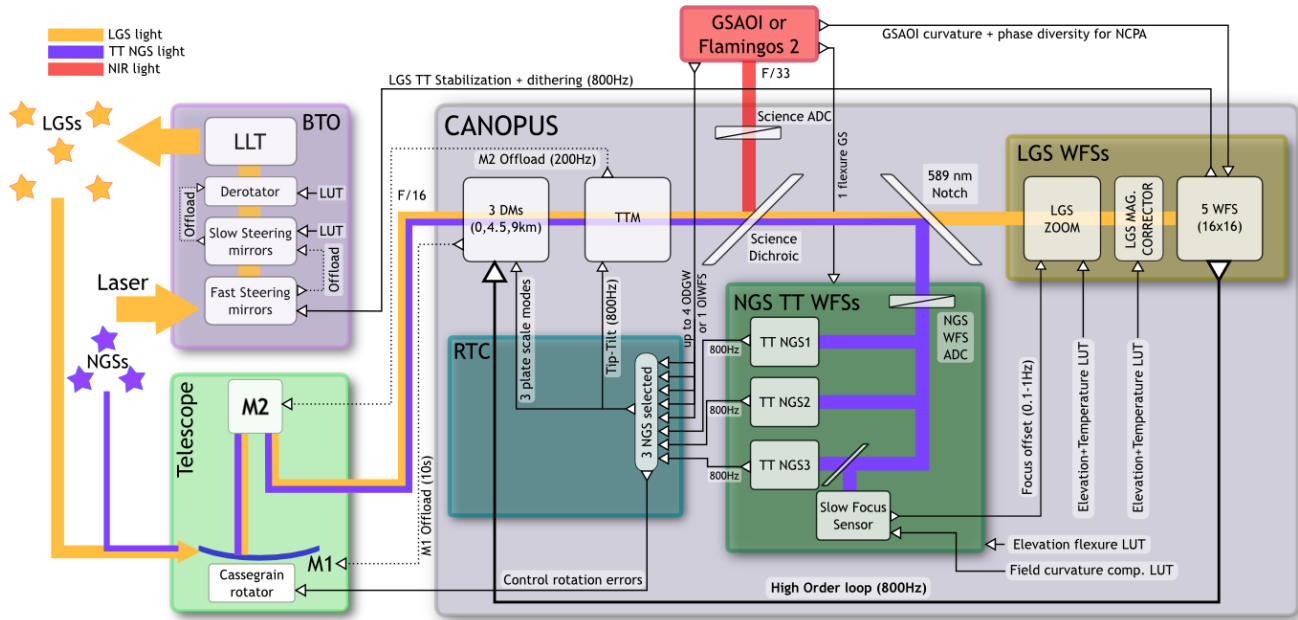 LGS light
TT NGS light
NIR light
GSAOI or
Flamingos 2
GSAOI curvature + phase diversity for NCPA
F/33
LGS TT Stabilization + dithering (800Hz)
LGSs
BTO
LLT
Derotator
LUT
Slow Steering
mirrors
LUT
Offload
Offload
Fast Steering
mirrors
Laser
NGSs
CANOPUS
Science ADC
M2 Offload (200Hz)
F/16
3 DMs
(0,4.5,9km)
TTM
Science
Dichroic
1 flexure GS
589 nm
Notch
LGS WFSs
LGS
ZOOM
LGS MAG.
CORRECTOR
5 WFS
(16x16)
up to 4 ODGW
or 1 OIWFS
3 plate scale modes
Tip-Tilt (800Hz)
RTC
3 NGS selected
NGS TT WFSs
NGS
WFS
ADC
TT NGS1
800Hz
TT NGS2
800Hz
TT NGS3
800Hz
Slow Focus
Sensor
Focus offset (0.1-1Hz)
Elevation+Temperature LUT
Elevation+Temperature LUT
Telescope
M2
M1
M1 Offload (10s)
Cassegrain
rotator
Control rotation errors
Elevation flexure LUT
Field curvature comp. LUT
High Order loop (800Hz)